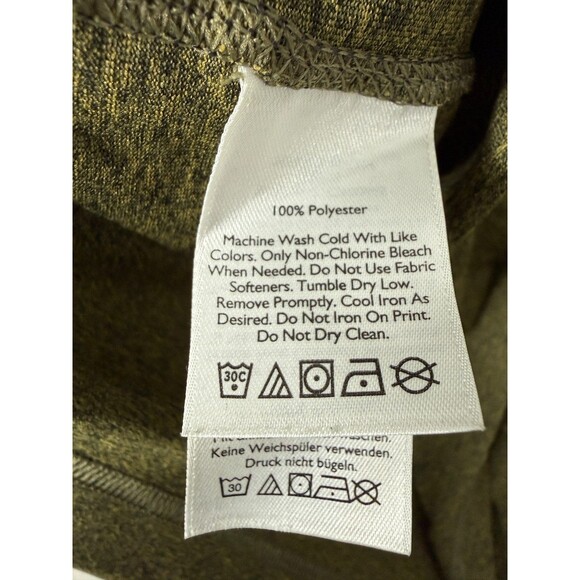 100% Polyester
Machine Wash Cold With Like
Colors. Only Non-Chlorine Bleach
When Needed. Do Not Use Fabric
Softeners. Tumble Dry Low.
Remove Promptly. Cool Iron As
Desired. Do Not Iron On Print.
Do Not Dry Clean.
30C
Keine Weichspüler verwenden.
Druck nicht bügeln.
30